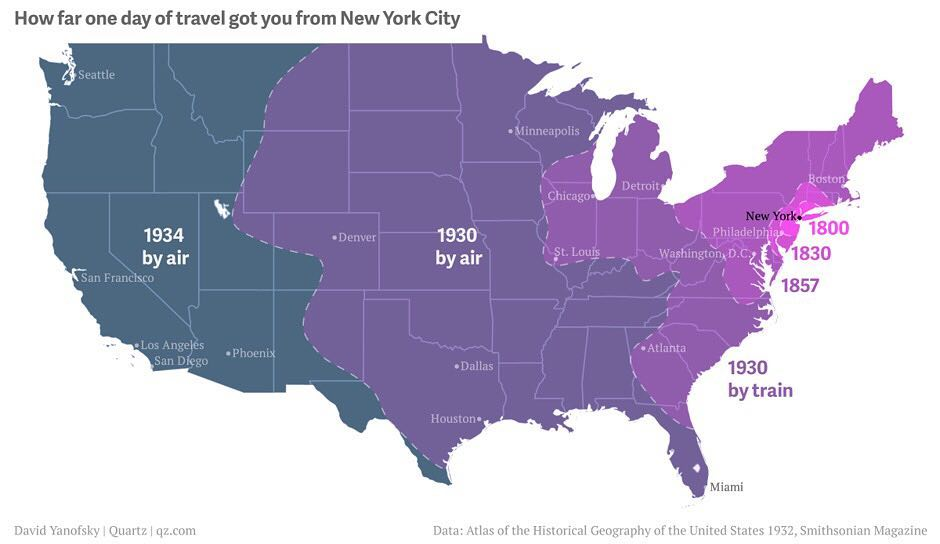 How far one day of travel got you from New York City
Seattle
Minneapolis
Boston
Chicago
Detroit
New York
1934
by air
1930
by air
Denver
Philadelphia
1800
St. Louis
Washington, D.C.
1830
San Francisco
1857
Los Angeles
San Diego
Phoenix
Atlanta
Dallas
1930
by train
Houston
Miami
David Yanofsky | Quartz | qz.com
Data: Atlas of the Historical Geography of the United States 1932, Smithsonian Magazine